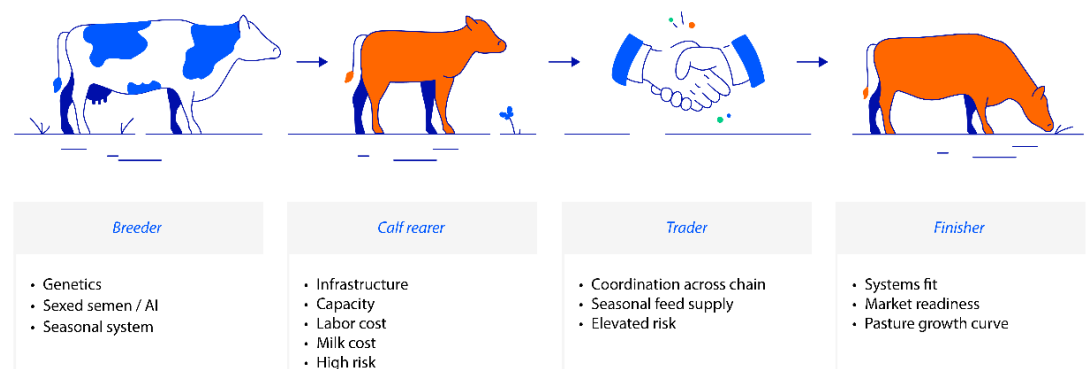 Breeder
• Genetics
• Sexed semen / AI
• Seasonal system
Calf rearer
• Infrastructure
• Capacity
• Labor cost
• Milk cost
• High risk
Trader
• Coordination across chain
• Seasonal feed supply
• Elevated risk
Finisher
• Systems fit
• Market readiness
• Pasture growth curve